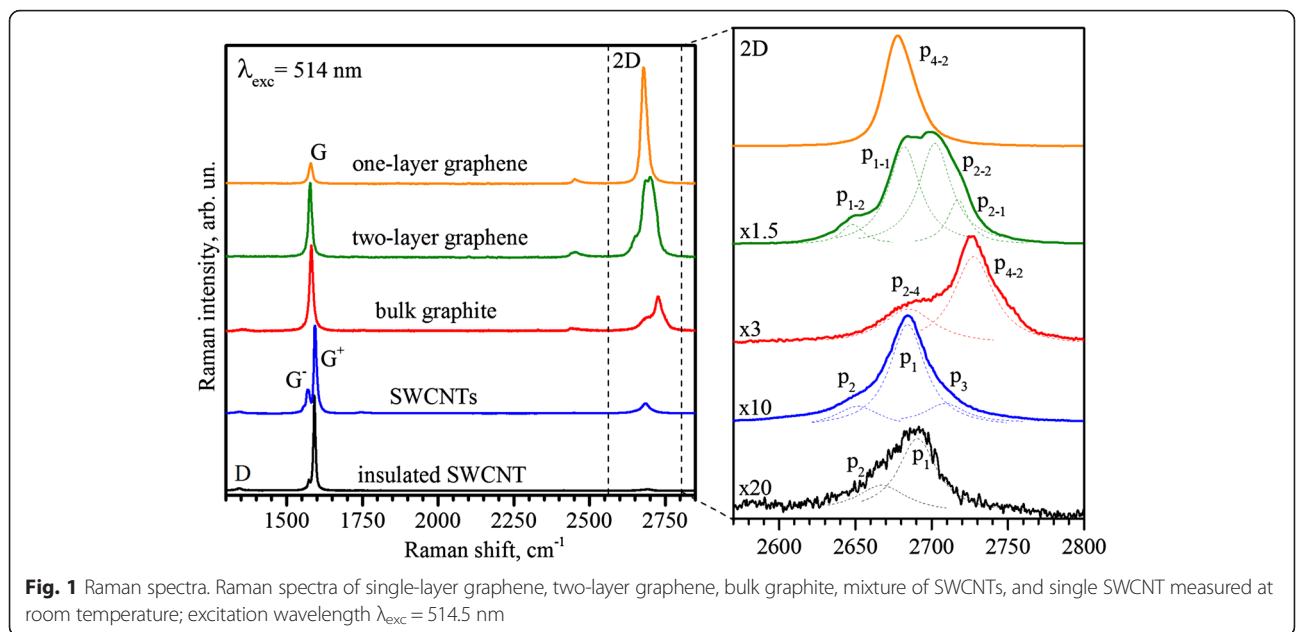 λexc= 514 nm
2D
G
one-layer graphene
two-layer graphene
bulk graphite
G⁻
G⁺
SWCNTs
D
insulated SWCNT
1500 1750 2000 2250 2500 2750
Raman shift, cm⁻¹
Raman intensity, arb. un.
2D
p4-2
p1-1
p2-2
p1-2
p2-1
x1.5
p4-2
p2-4
x3
p2
p1
p3
x10
p2
p1
x20
2600 2650 2700 2750 2800
Fig. 1 Raman spectra. Raman spectra of single-layer graphene, two-layer graphene, bulk graphite, mixture of SWCNTs, and single SWCNT measured at
room temperature; excitation wavelength λexc = 514.5 nm